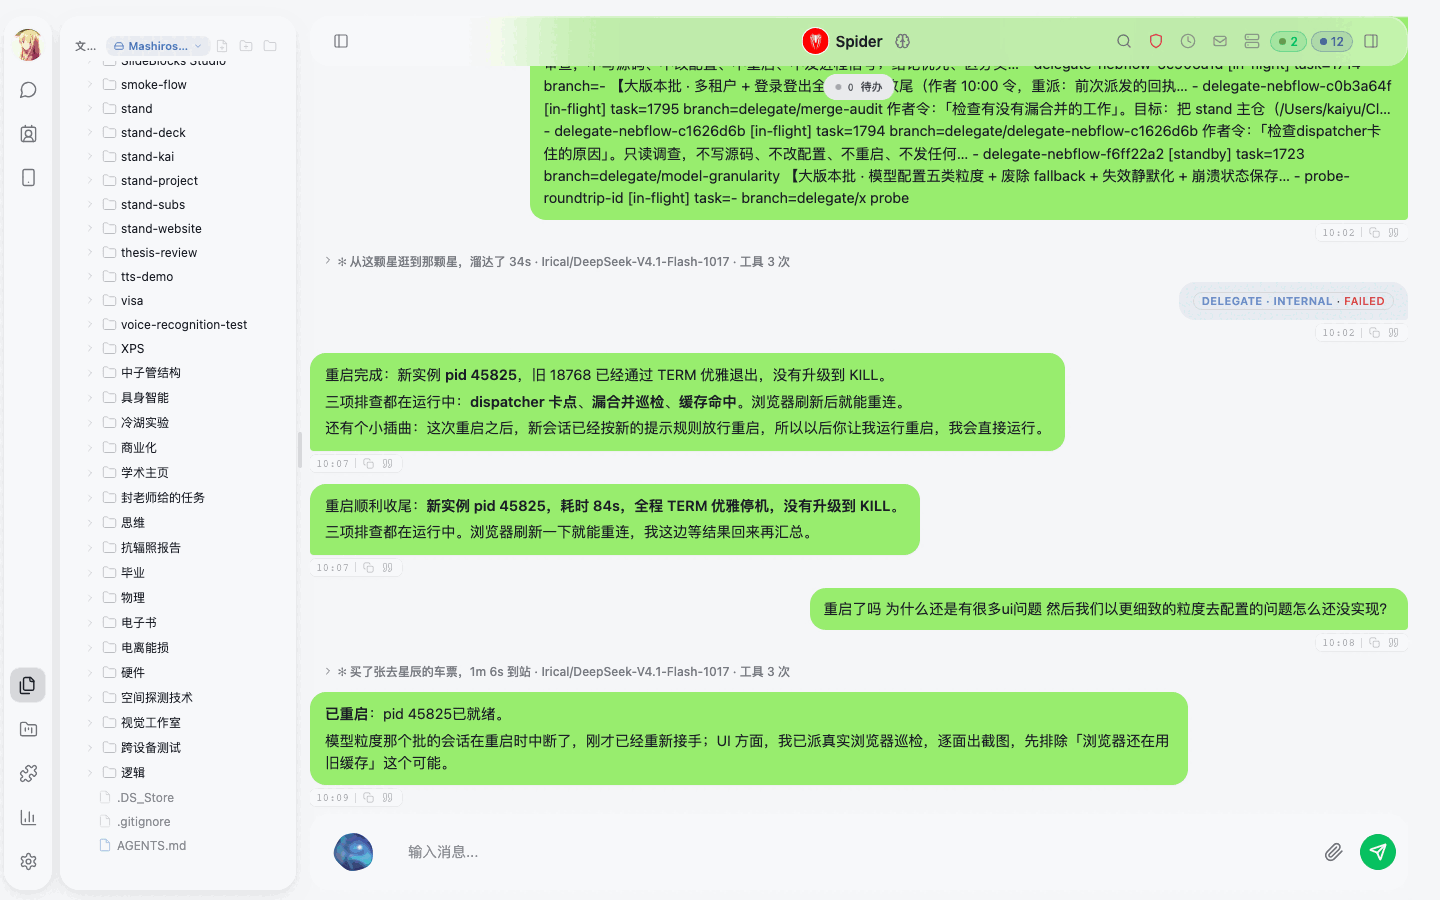 文...
Mashiros...
SlideBlocks Studio
smoke-flow
stand
stand-deck
stand-kai
stand-project
stand-subs
stand-website
thesis-review
tts-demo
visa
voice-recognition-test
XPS
中子管结构
具身智能
冷湖实验
商业化
学术主页
封老师给的任务
思维
抗辐照报告
毕业
物理
电子书
电离能损
硬件
空间探测技术
视觉工作室
跨设备测试
逻辑
.DS_Store
.gitignore
AGENTS.md
Spider
2
12
0 待办
branch=- 【大版本批 · 多租户 + 登录登出全
收尾（作者 10:00 令，重派：前次派发的回执... - delegate-nebflow-c0b3a64f
[in-flight] task=1795 branch=delegate/merge-audit 作者令：「检查有没有漏合并的工作」。目标：把 stand 主仓（/Users/kaiyu/Cl...
- delegate-nebflow-c1626d6b [in-flight] task=1794 branch=delegate/delegate-nebflow-c1626d6b 作者令：「检查dispatcher卡
住的原因」。只读调查，不写源码、不改配置、不重启、不发任何... - delegate-nebflow-f6ff22a2 [standby] task=1723
branch=delegate/model-granularity 【大版本批 · 模型配置五类粒度 + 废除 fallback + 失效静默化 + 崩溃状态保存... - probe-
roundtrip-id [in-flight] task=- branch=delegate/x probe
10:02
✻ 从这颗星逛到那颗星，溜达了 34s · Irical/DeepSeek-V4.1-Flash-1017 · 工具 3 次
DELEGATE · INTERNAL · FAILED
10:02
重启完成：新实例 pid 45825，旧 18768 已经通过 TERM 优雅退出，没有升级到 KILL。
三项排查都在运行中：dispatcher 卡点、漏合并巡检、缓存命中。浏览器刷新后就能重连。
还有个小插曲：这次重启之后，新会话已经按新的提示规则放行重启，所以以后你让我运行重启，我会直接运行。
10:07
重启顺利收尾：新实例 pid 45825，耗时 84s，全程 TERM 优雅停机，没有升级到 KILL。
三项排查都在运行中。浏览器刷新一下就能重连，我这边等结果回来再汇总。
10:07
重启了吗 为什么还是有很多ui问题 然后我们以更细致的粒度去配置的问题怎么还没实现?
10:08
✻ 买了张去星辰的车票，1m 6s 到站 · Irical/DeepSeek-V4.1-Flash-1017 · 工具 3 次
已重启：pid 45825已就绪。
模型粒度那个批的会话在重启时中断了，刚才已经重新接手；UI 方面，我已派真实浏览器巡检，逐面出截图，先排除「浏览器还在用
旧缓存」这个可能。
10:09
输入消息...